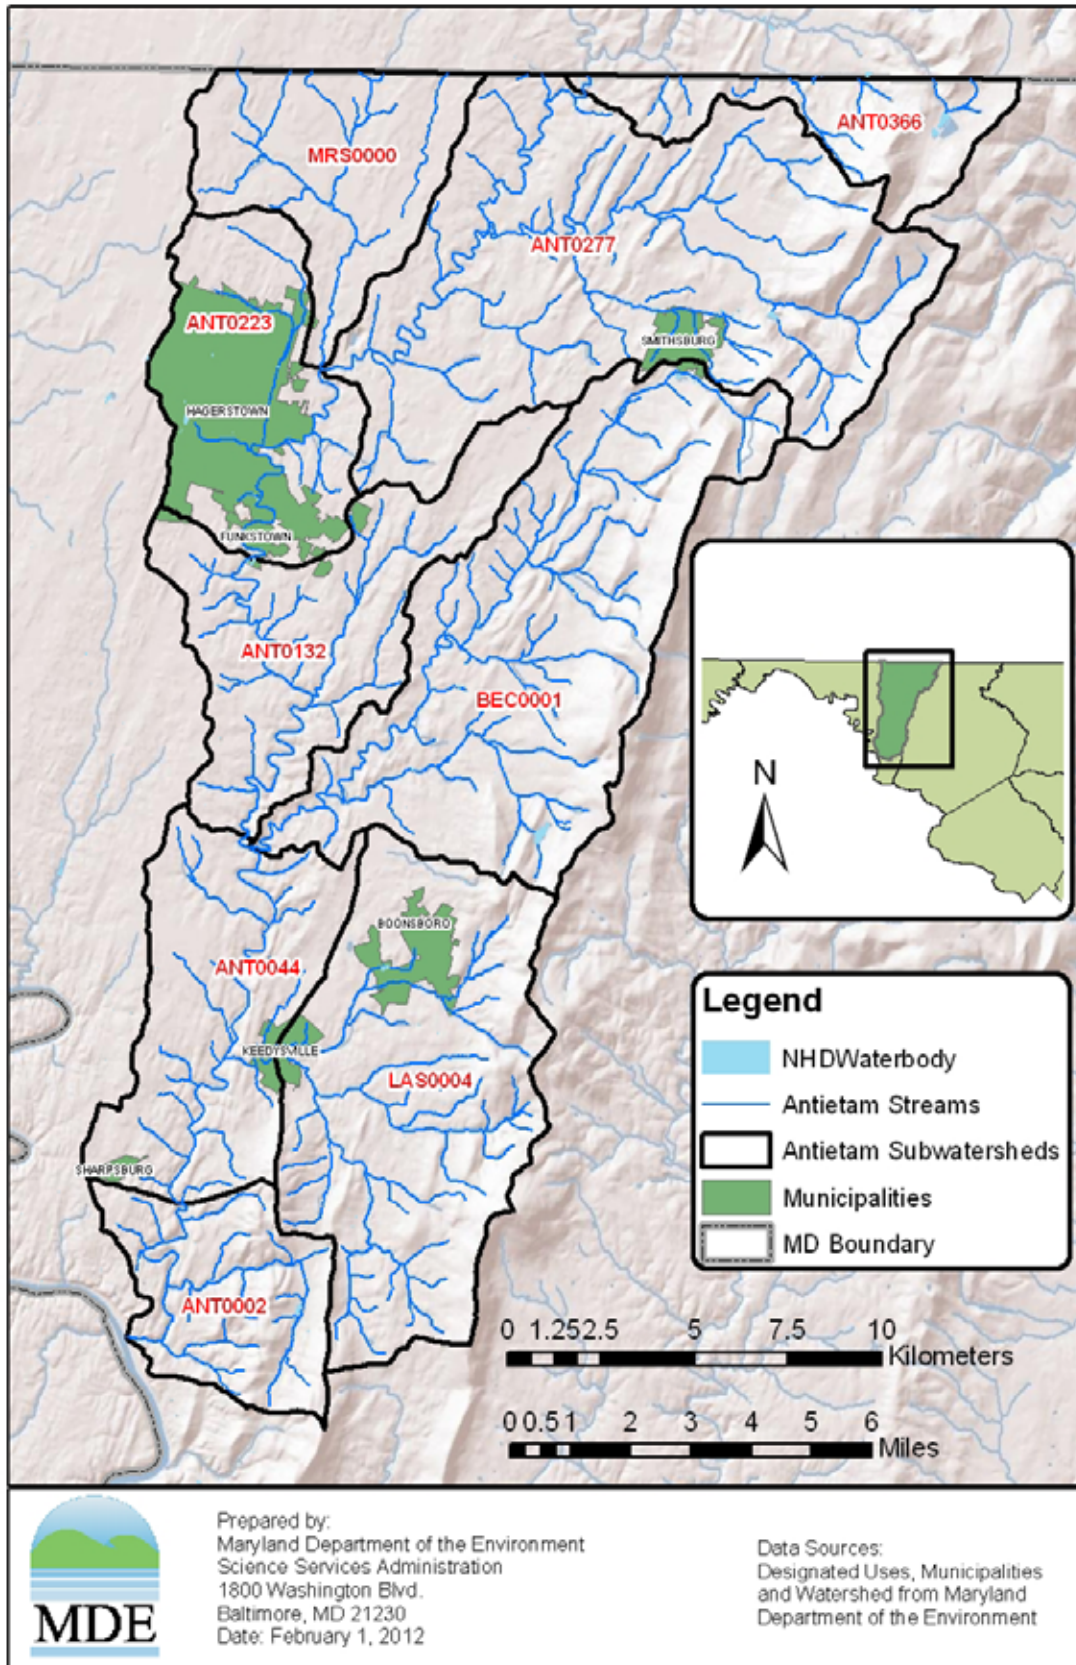 ANT0366
MRS0000
ANT0277
ANT0223
SMITHSBURG
HAGERSTOWN
FUNKSTOWN
ANT0132
BEC0001
N
BOONSBORO
ANT0044
KEEDYSVILLE
LAS0004
SHARPSBURG
ANT0002
Legend
NHDWaterbody
Antietam Streams
Antietam Subwatersheds
Municipalities
MD Boundary
0 1.25 2.5 5 7.5 10
Kilometers
0 0.5 1 2 3 4 5 6
Miles
MDE
Prepared by:
Maryland Department of the Environment
Science Services Administration
1800 Washington Blvd.
Baltimore, MD 21230
Date: February 1, 2012
Data Sources:
Designated Uses, Municipalities
and Watershed from Maryland
Department of the Environment